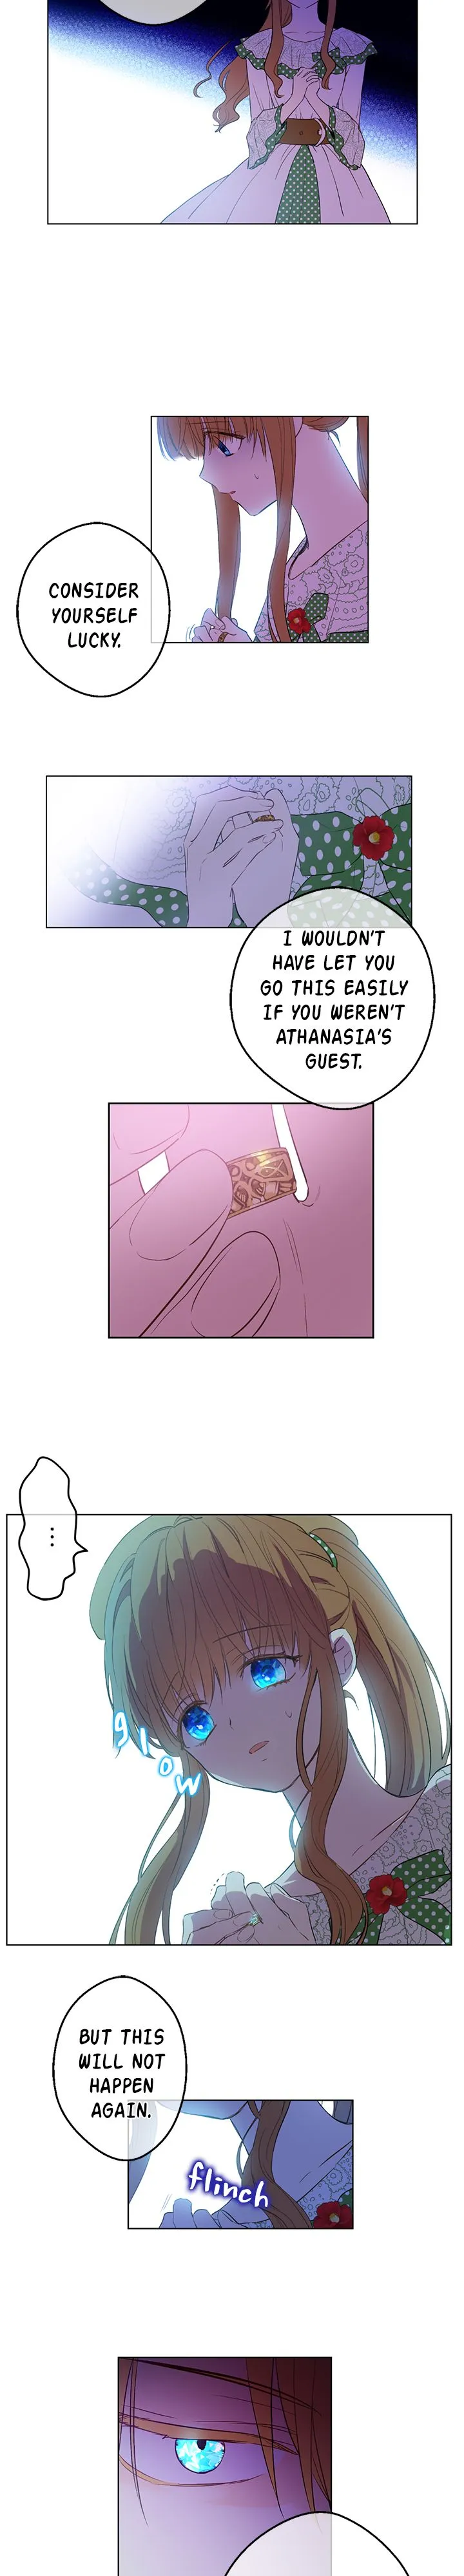 CONSIDER
YOURSELF
LUCKY.
I WOULDN'T
HAVE LET YOU
GO THIS EASILY
IF YOU WEREN'T
ATHANASIA'S
GUEST.
...
glow
BUT THIS
WILL NOT
HAPPEN
AGAIN.
flinch